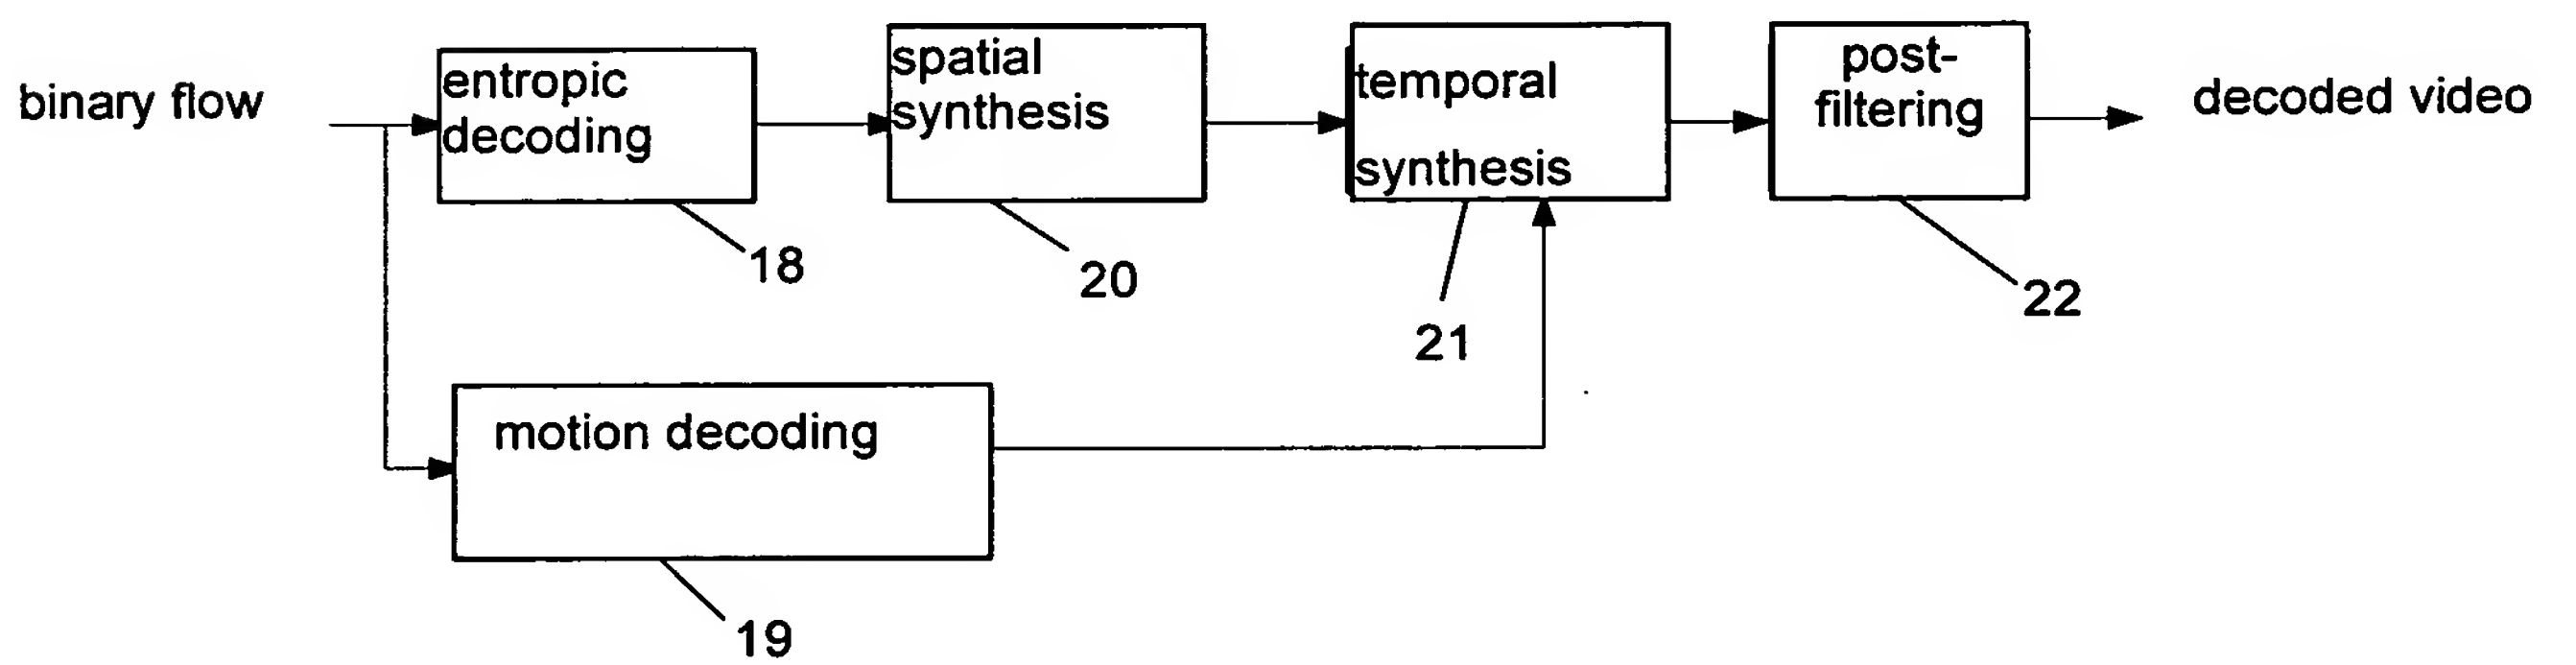 binary flow
entropic
decoding
spatial
synthesis
temporal
synthesis
post-
filtering
decoded video
18
20
21
22
motion decoding
19